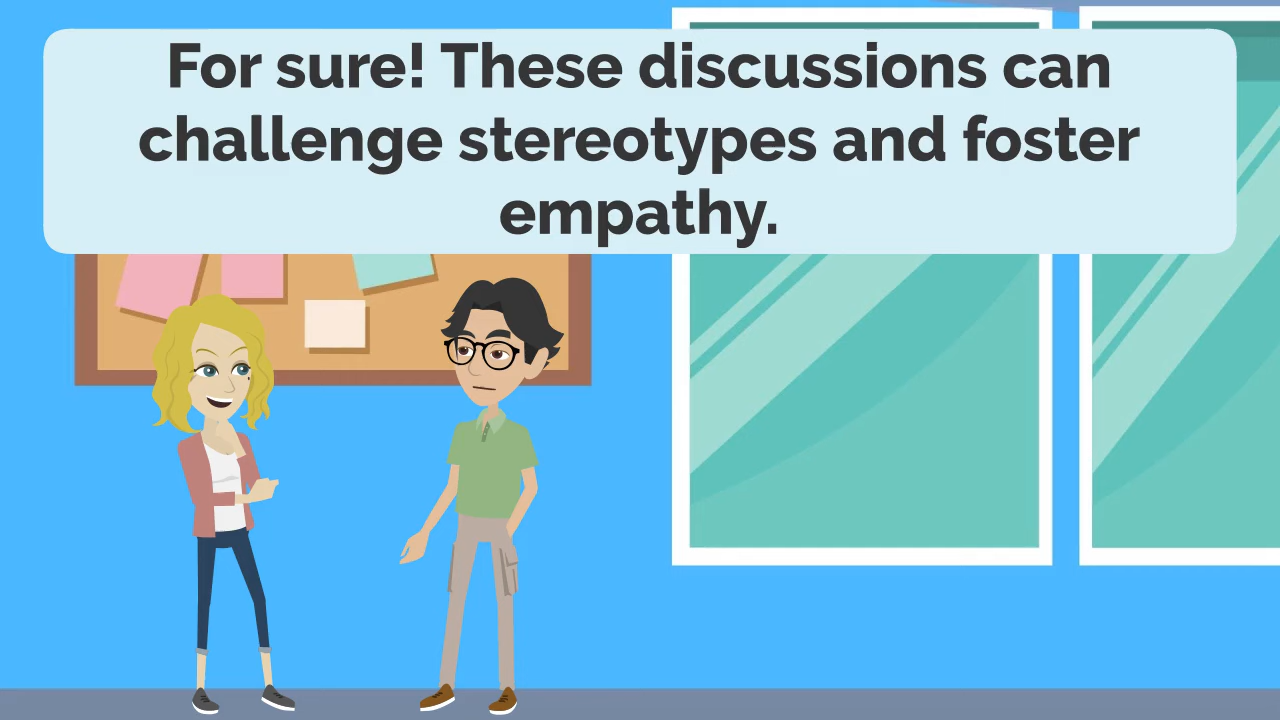 For sure! These discussions can
challenge stereotypes and foster
empathy.